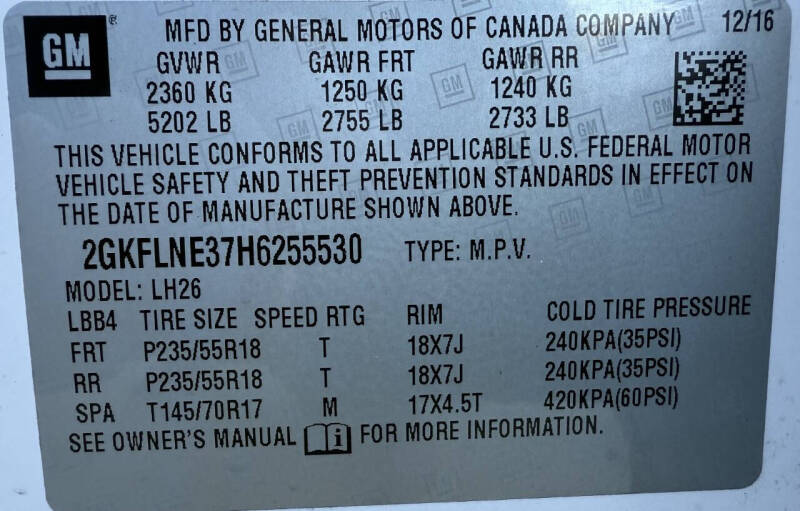 GM ® MFD BY GENERAL MOTORS OF CANADA COMPANY 12/16
GVWR GAWR FRT GAWR RR
2360 KG 1250 KG 1240 KG
5202 LB 2755 LB 2733 LB
THIS VEHICLE CONFORMS TO ALL APPLICABLE U.S. FEDERAL MOTOR
VEHICLE SAFETY AND THEFT PREVENTION STANDARDS IN EFFECT ON
THE DATE OF MANUFACTURE SHOWN ABOVE.
2GKFLNE37H6255530 TYPE: M.P.V.
MODEL: LH26
LBB4 TIRE SIZE SPEED RTG RIM COLD TIRE PRESSURE
FRT P235/55R18 T 18X7J 240KPA(35PSI)
RR P235/55R18 T 18X7J 240KPA(35PSI)
SPA T145/70R17 M 17X4.5T 420KPA(60PSI)
SEE OWNER'S MANUAL i FOR MORE INFORMATION.